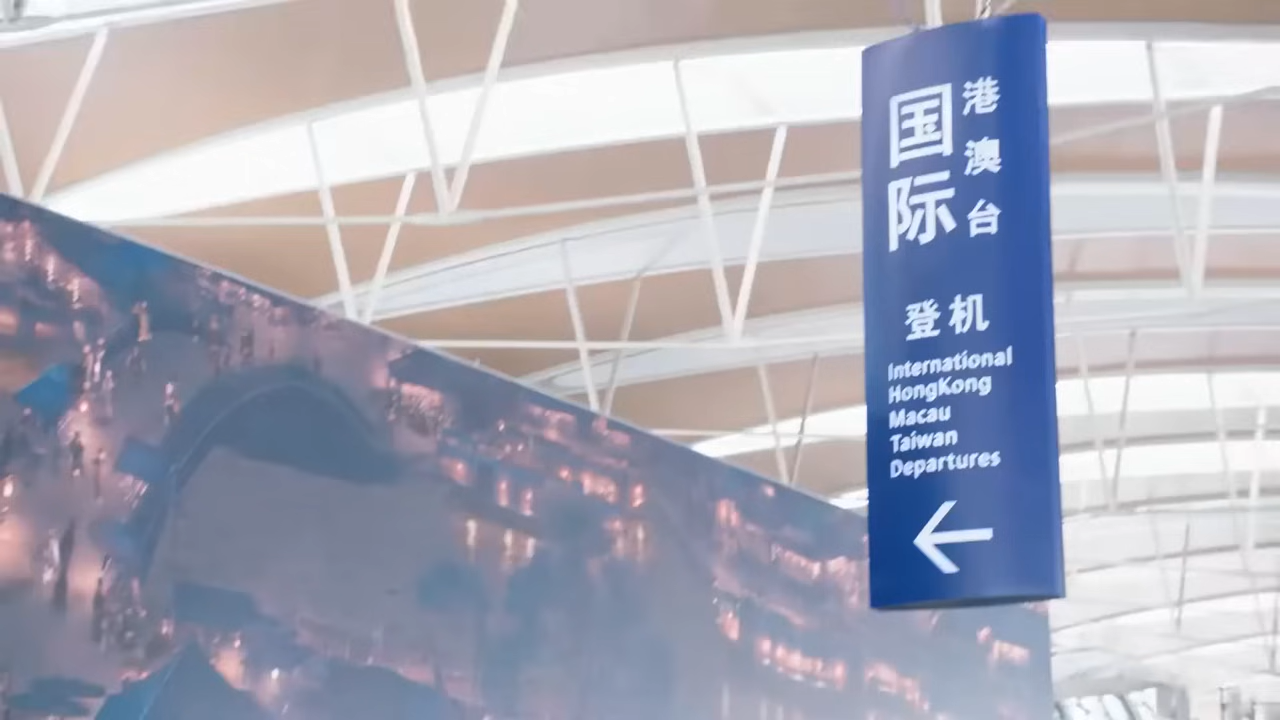 国际
港澳台
登机
International
HongKong
Macau
Taiwan
Departures